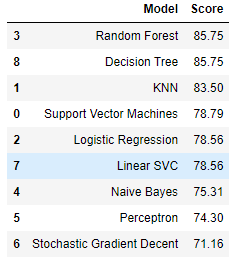 Model Score
3 Random Forest 85.75
8 Decision Tree 85.75
1 KNN 83.50
0 Support Vector Machines 78.79
2 Logistic Regression 78.56
7 Linear SVC 78.56
4 Naive Bayes 75.31
5 Perceptron 74.30
6 Stochastic Gradient Decent 71.16